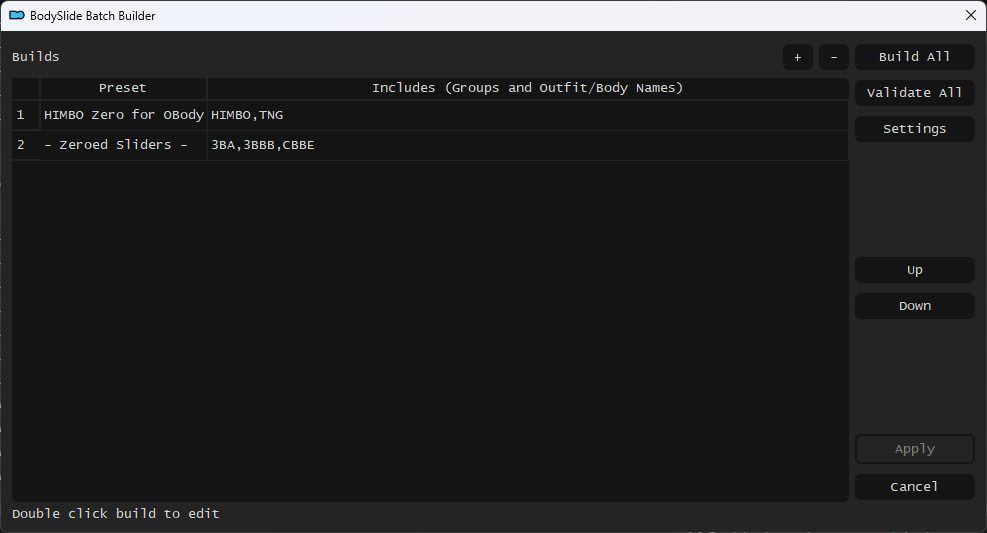 BodySlide Batch Builder
Builds
+
-
Build All
Preset
Includes (Groups and Outfit/Body Names)
Validate All
1
HIMBO Zero for OBody
HIMBO,TNG
Settings
2
- Zeroed Sliders -
3BA,3BBB,CBBE
Up
Down
Apply
Cancel
Double click build to edit